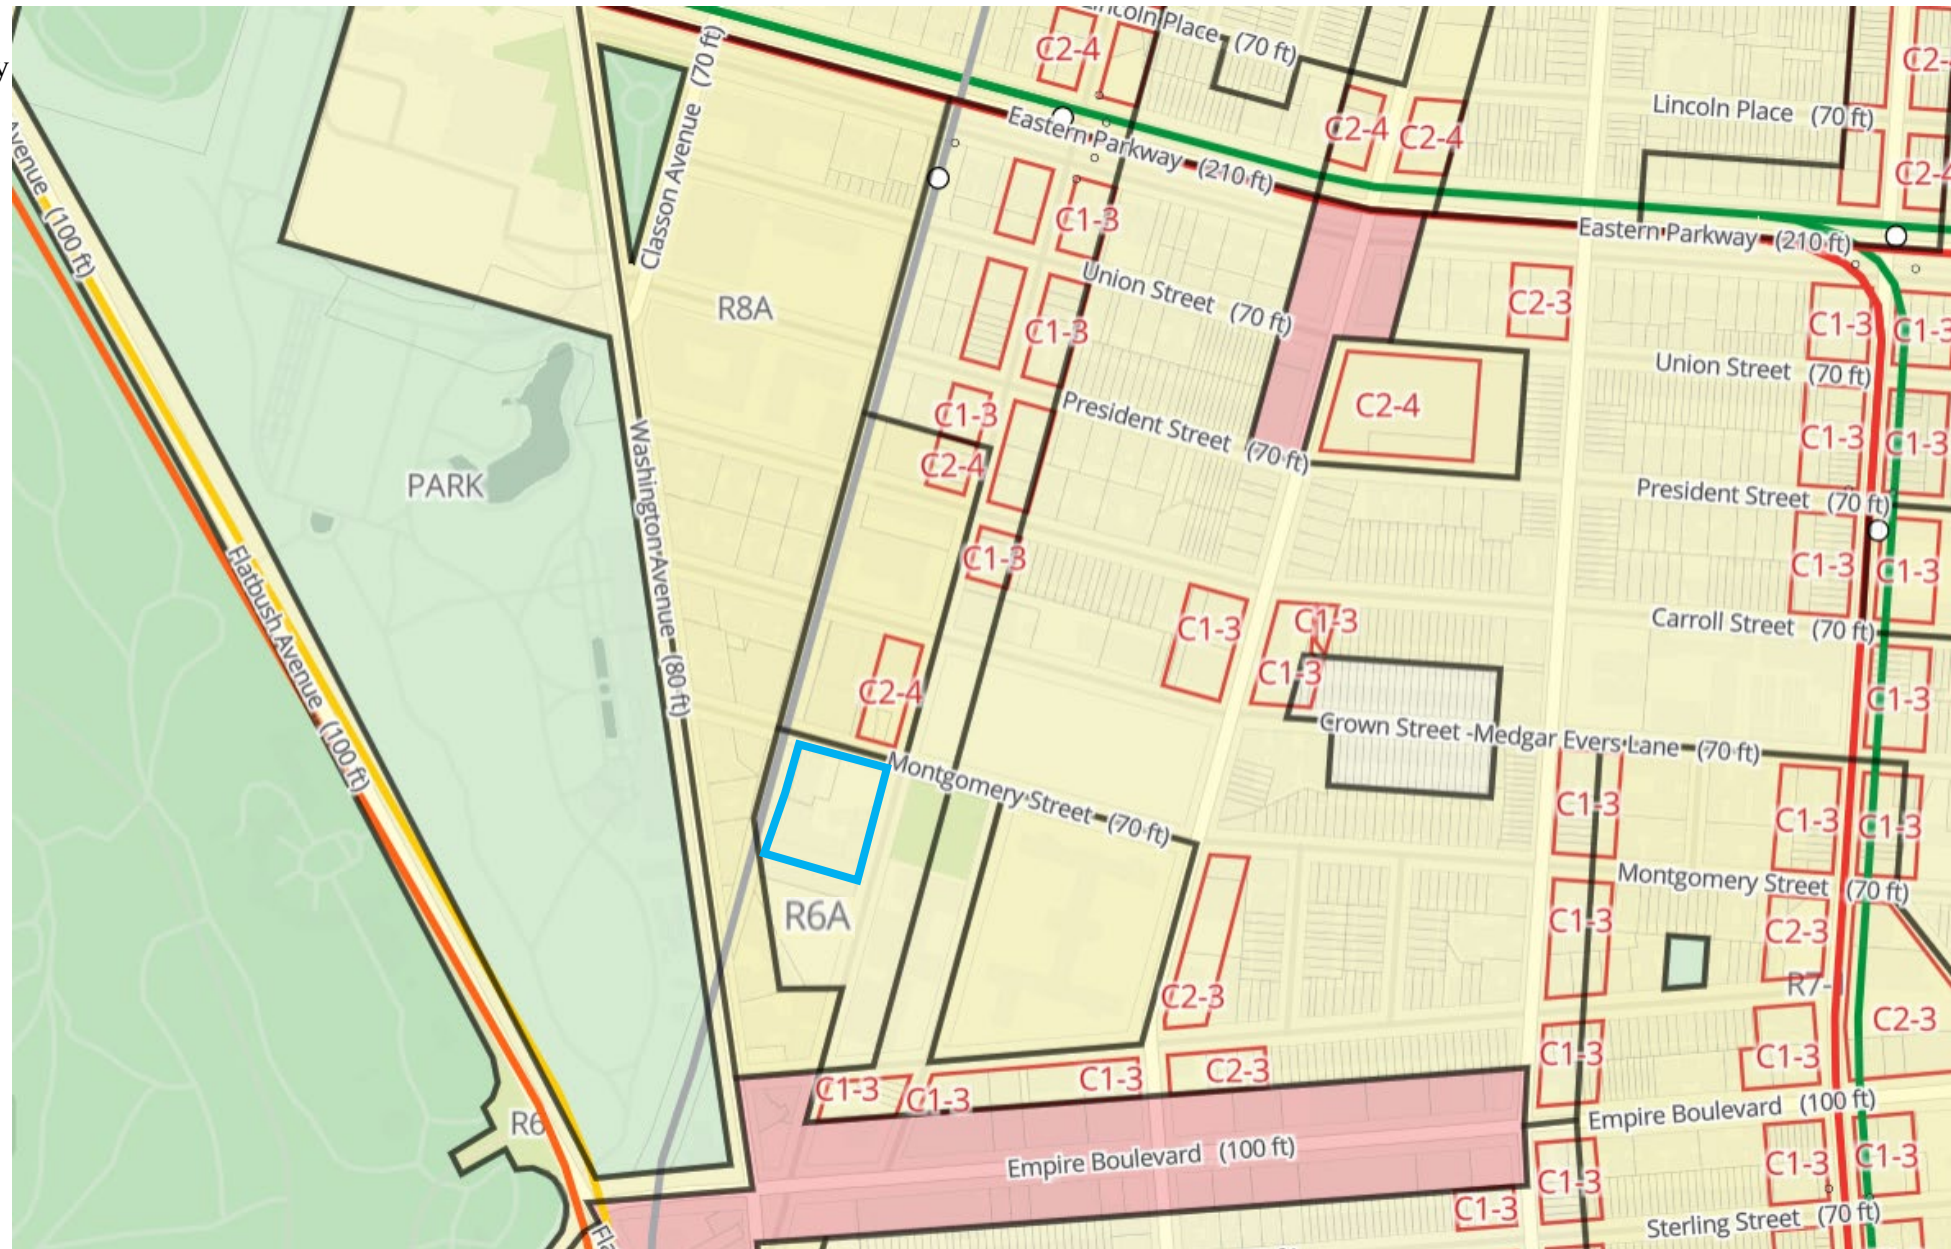 y
Lincoln Place (70 ft)
C2-4
C2-4
C2-4
C2-4
Lincoln Place (70 ft)
Classon Avenue (70 ft)
Eastern Parkway (210 ft)
Avenue (100 ft)
C1-3
Eastern Parkway (210 ft)
Union Street (70 ft)
R8A
C2-3
C1-3
C1-3
C1-3
Union Street (70 ft)
C2-4
C1-3
President Street (70 ft)
C1-3
C1-3
C2-4
PARK
Washington Avenue (80 ft)
President Street (70 ft)
C1-3
C1-3
C1-3
Flatbush Avenue (100 ft)
C1-3
C1-3
C1-3
Carroll Street (70 ft)
C2-4
C1-3
Crown Street -Medgar Evers Lane (70 ft)
Montgomery Street (70 ft)
C1-3
C1-3
C1-3
Montgomery Street (70 ft)
R6A
C1-3
C2-3
C2-3
R7-
C2-3
C1-3
C1-3
C1-3
C1-3
C1-3
C2-3
Empire Boulevard (100 ft)
R6
Empire Boulevard (100 ft)
C1-3
C1-3
C1-3
C1-3
Sterling Street (70 ft)